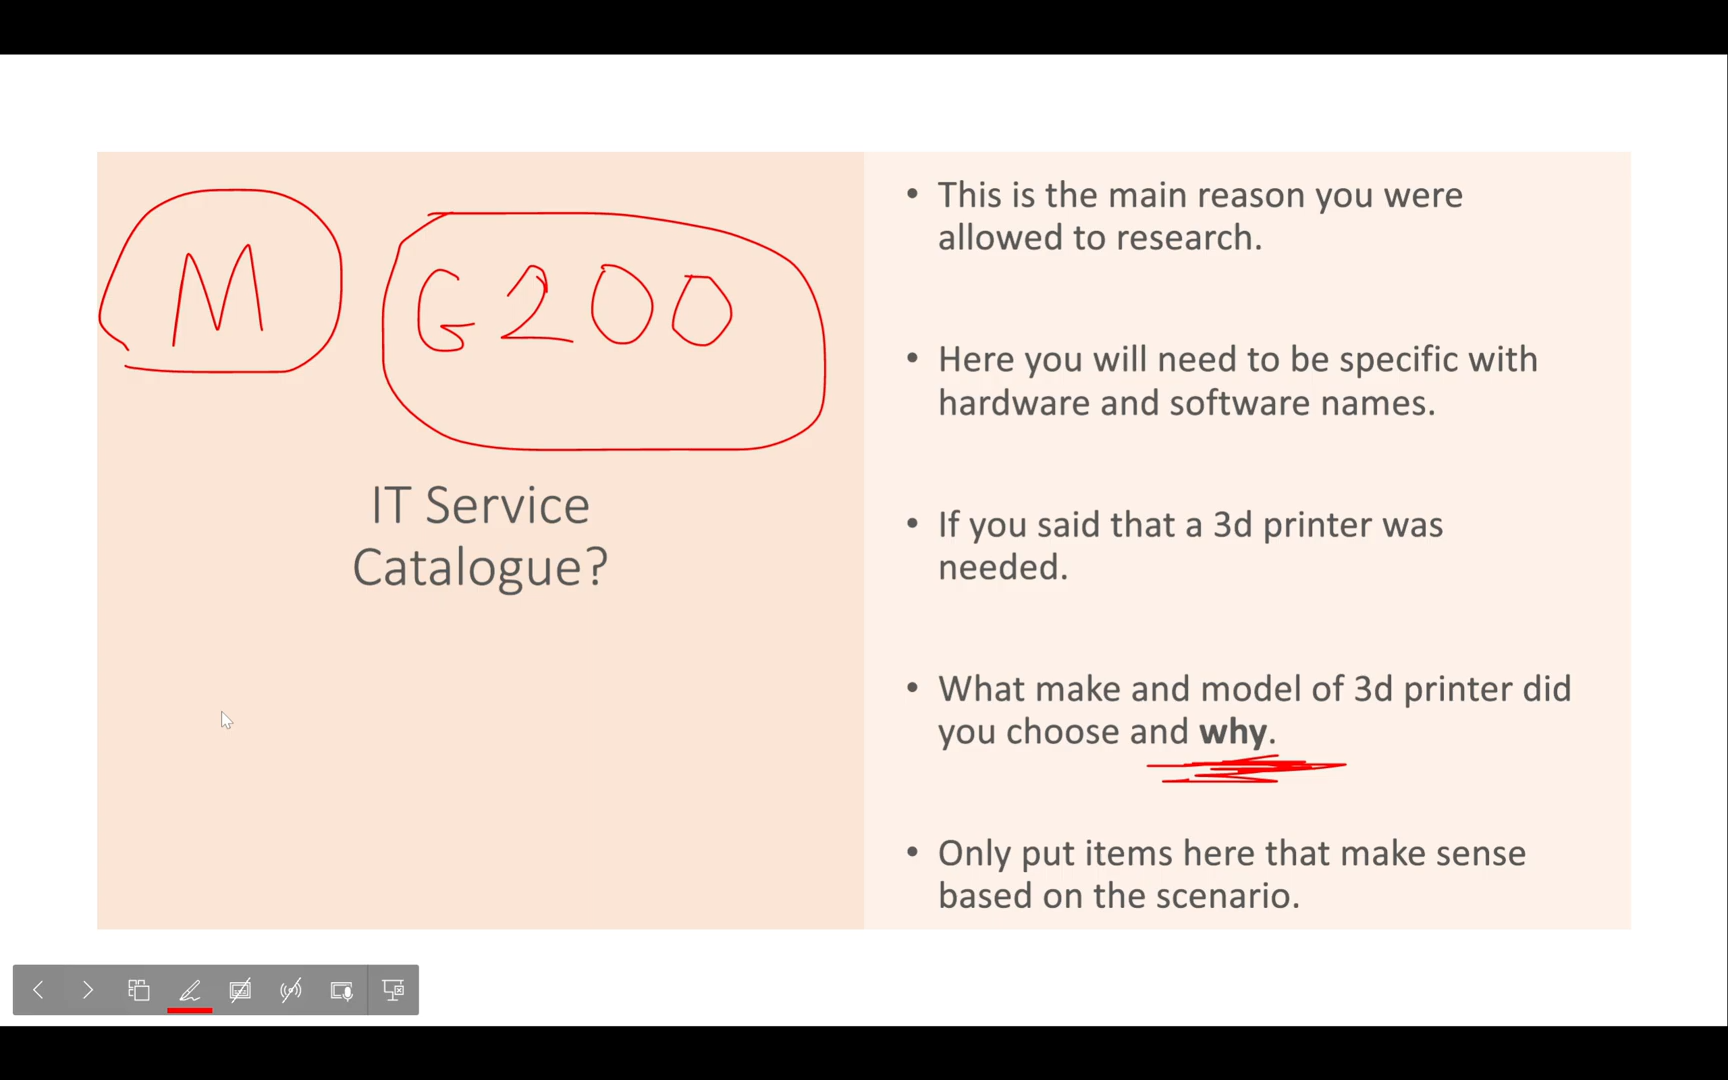 M G200
IT Service
Catalogue?
• This is the main reason you were
allowed to research.
• Here you will need to be specific with
hardware and software names.
• If you said that a 3d printer was
needed.
• What make and model of 3d printer did
you choose and why.
• Only put items here that make sense
based on the scenario.